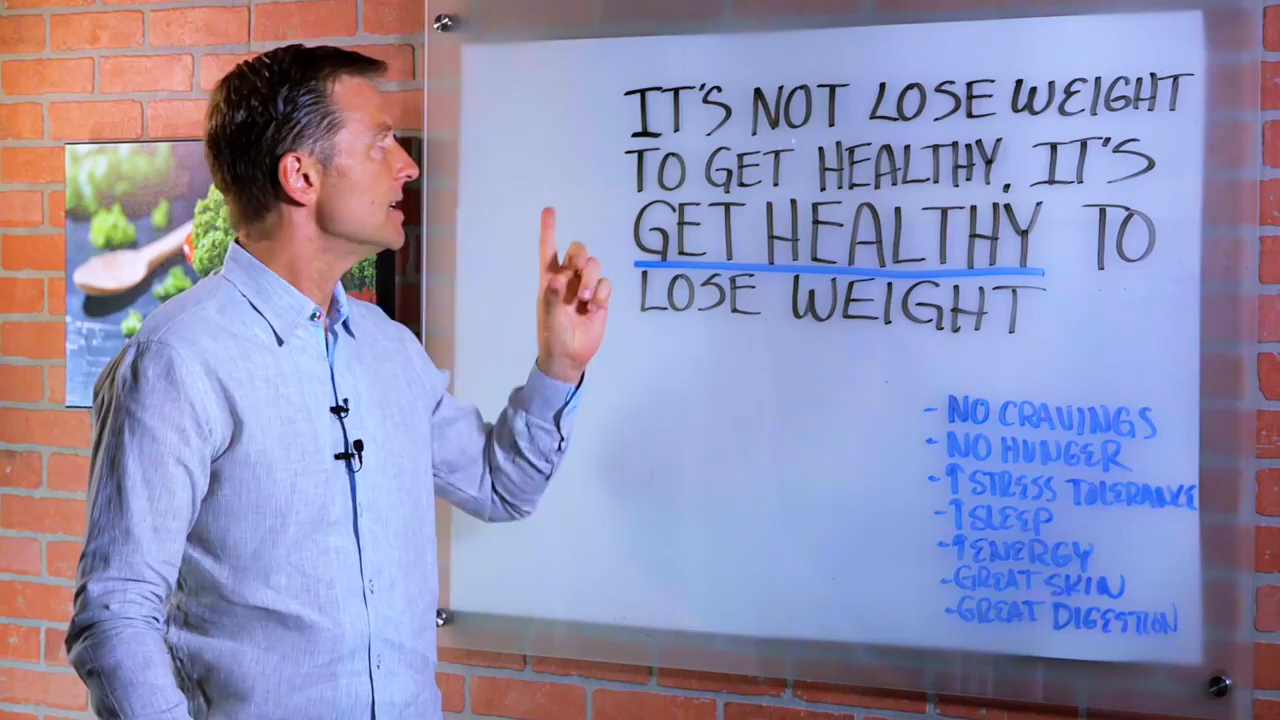 IT'S NOT LOSE WEIGHT
TO GET HEALTHY. IT'S
GET HEALTHY TO
LOSE WEIGHT
- NO CRAVINGS
- NO HUNGER
- ↑ STRESS TOLERANCE
- ↑ SLEEP
- ↑ ENERGY
- GREAT SKIN
- GREAT DIGESTION